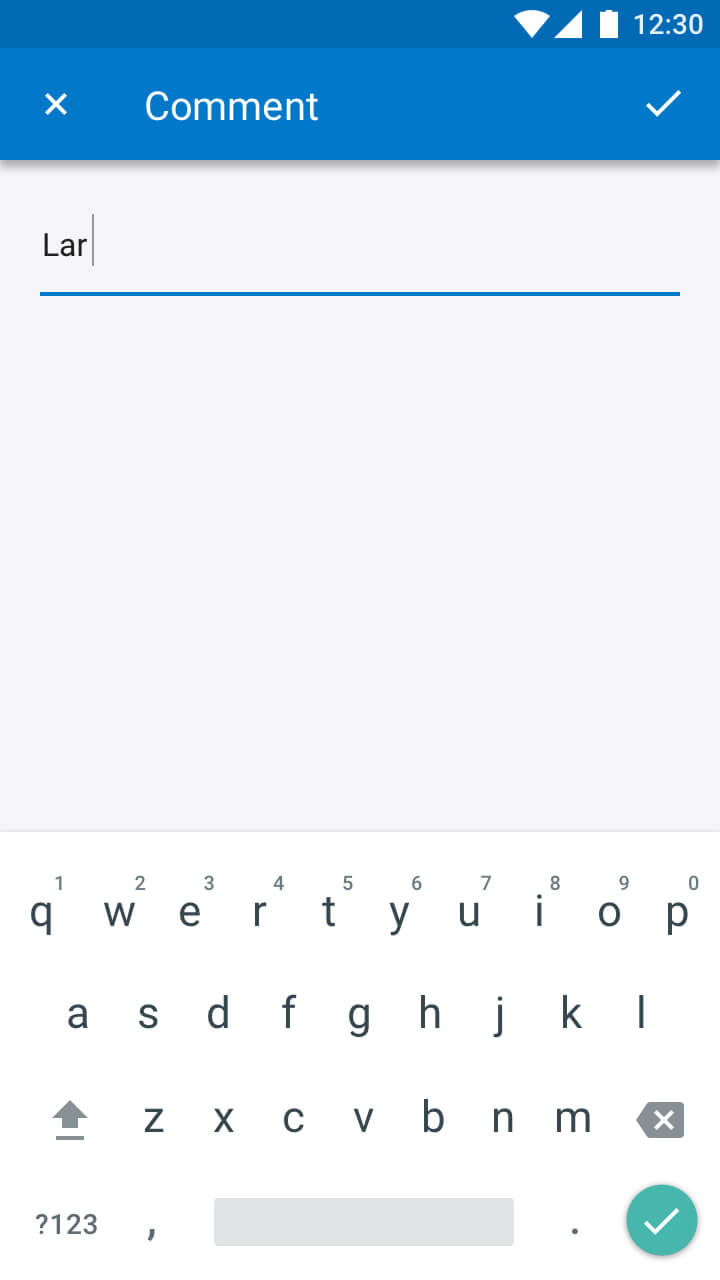 12:30
Comment
Lar
1 2 3 4 5 6 7 8 9 0
q w e r t y u i o p
a s d f g h j k l
z x c v b n m
?123 , .